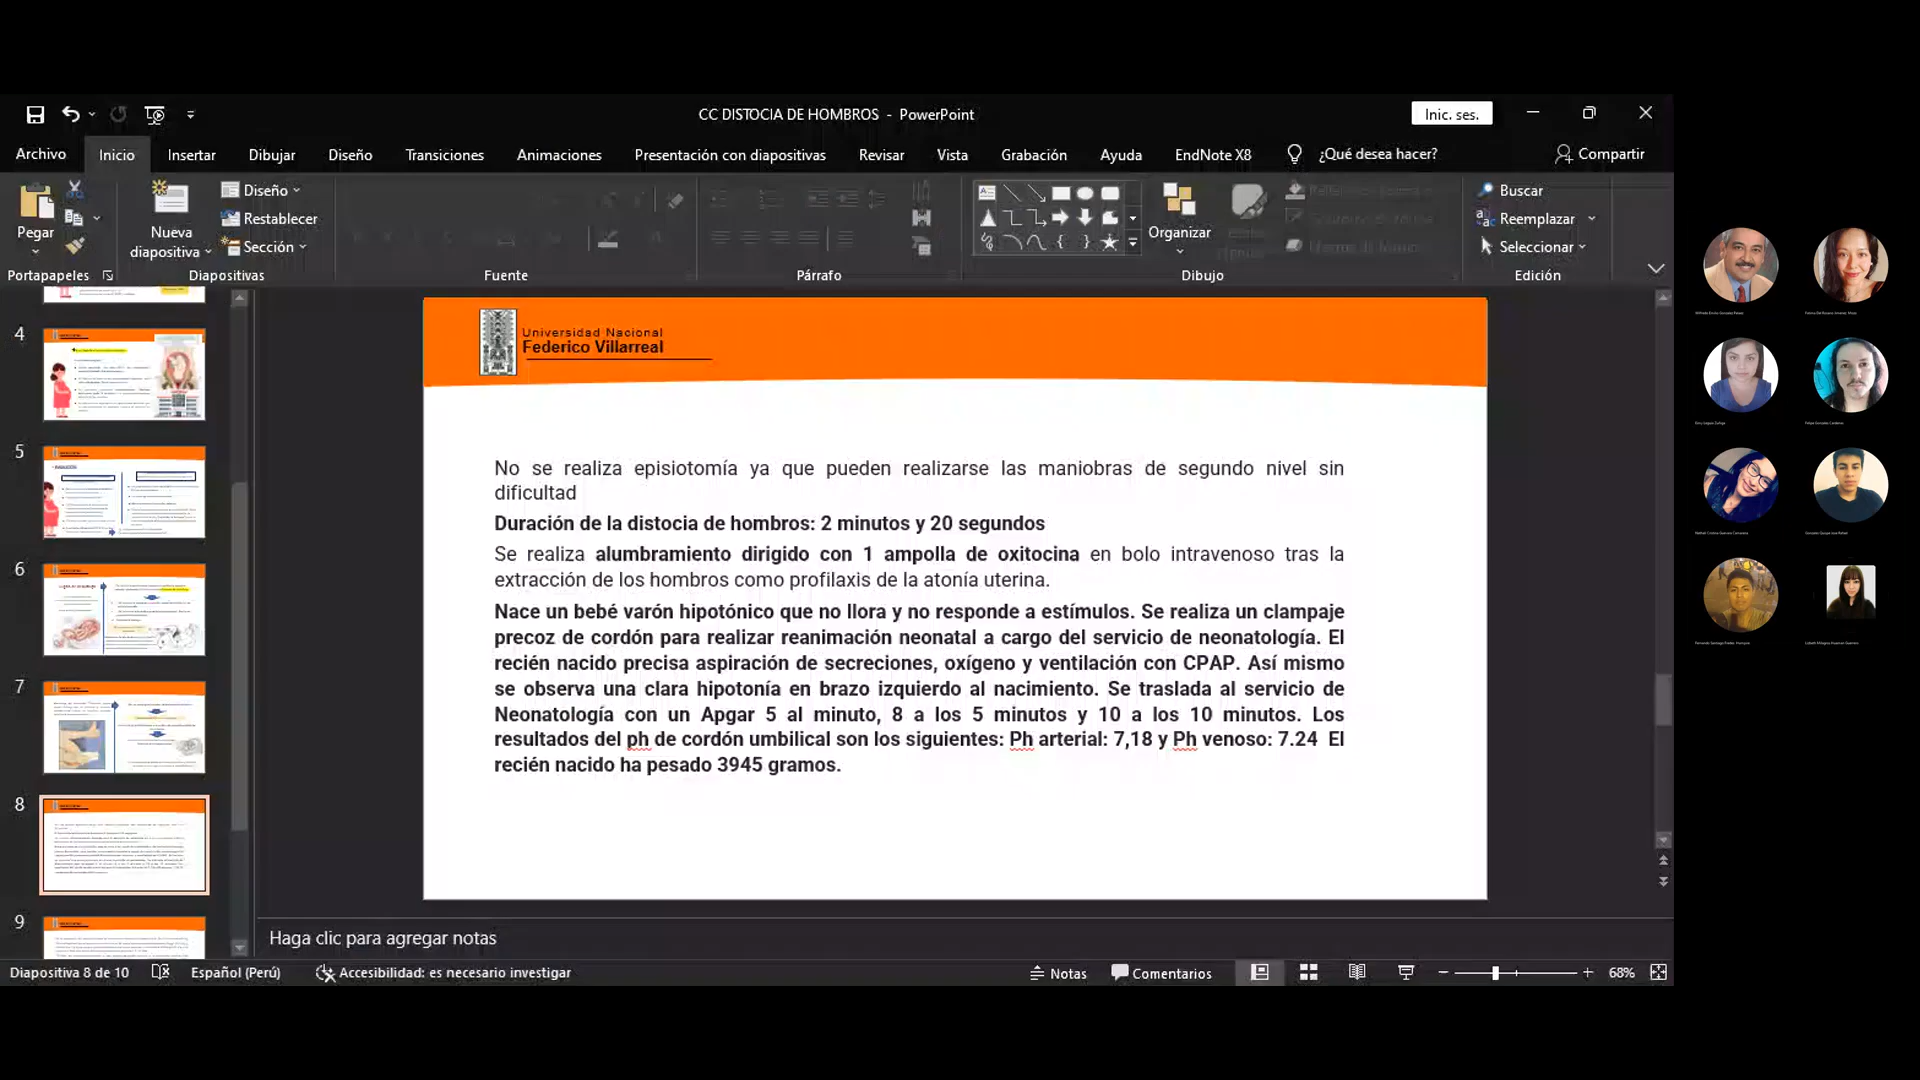 CC DISTOCIA DE HOMBROS - PowerPoint
Inic. ses.
Archivo Inicio Insertar Dibujar Diseño Transiciones Animaciones Presentación con diapositivas Revisar Vista Grabación Ayuda EndNote X8 ¿Qué desea hacer? Compartir
Pegar
Nueva
diapositiva
Diseño
Restablecer
Sección
Organizar
Buscar
Reemplazar
Seleccionar
Portapapeles Diapositivas Fuente Párrafo Dibujo Edición
4
5
6
7
8
9
Universidad Nacional
Federico Villarreal
No se realiza episiotomía ya que pueden realizarse las maniobras de segundo nivel sin
dificultad
Duración de la distocia de hombros: 2 minutos y 20 segundos
Se realiza alumbramiento dirigido con 1 ampolla de oxitocina en bolo intravenoso tras la
extracción de los hombros como profilaxis de la atonía uterina.
Nace un bebé varón hipotónico que no llora y no responde a estímulos. Se realiza un clampaje
precoz de cordón para realizar reanimación neonatal a cargo del servicio de neonatología. El
recién nacido precisa aspiración de secreciones, oxígeno y ventilación con CPAP. Así mismo
se observa una clara hipotonía en brazo izquierdo al nacimiento. Se traslada al servicio de
Neonatología con un Apgar 5 al minuto, 8 a los 5 minutos y 10 a los 10 minutos. Los
resultados del ph de cordón umbilical son los siguientes: Ph arterial: 7,18 y Ph venoso: 7.24 El
recién nacido ha pesado 3945 gramos.
Haga clic para agregar notas
Diapositiva 8 de 10 Español (Perú) Accesibilidad: es necesario investigar Notas Comentarios 68%